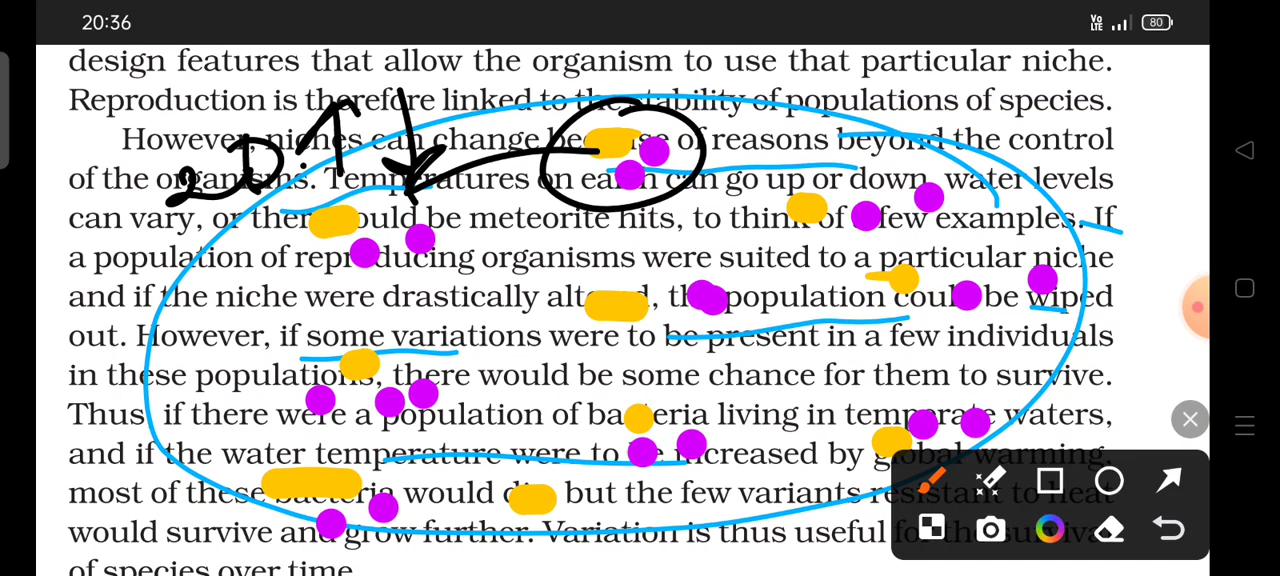 20:36
Vo LTE 80
design features that allow the organism to use that particular niche.
Reproduction is therefore linked to the stability of populations of species.
However, niches can change because of reasons beyond the control
of the organisms. Temperatures on earth can go up or down, water levels
can vary, or there could be meteorite hits, to think of a few examples. If
a population of reproducing organisms were suited to a particular niche
and if the niche were drastically altered, the population could be wiped
out. However, if some variations were to be present in a few individuals
in these populations, there would be some chance for them to survive.
Thus, if there were a population of bacteria living in temperate waters,
and if the water temperature were to be increased by global warming,
most of these bacteria would die, but the few variants resistant to heat
would survive and grow further. Variation is thus useful for the survival
of species over time.